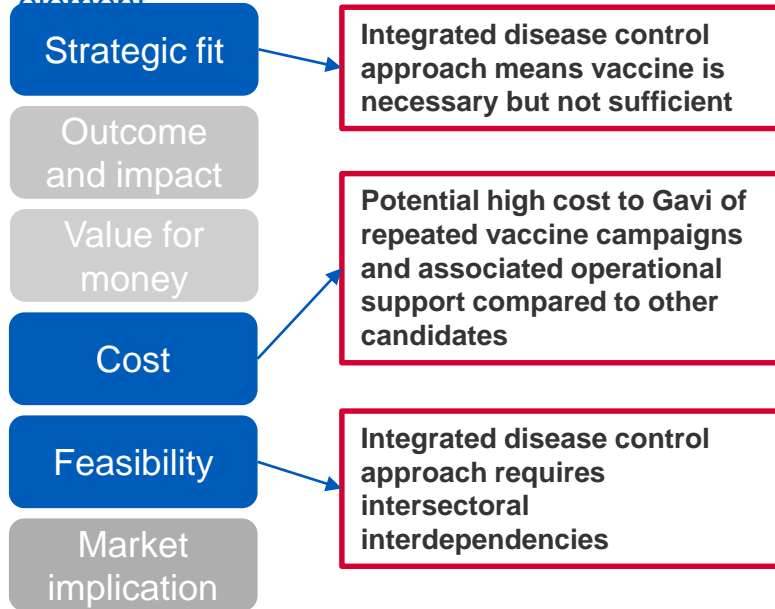 Strategic fit
Integrated disease control
approach means vaccine is
necessary but not sufficient
Outcome
and impact
Value for
money
Potential high cost to Gavi of
repeated vaccine campaigns
and associated operational
support compared to other
candidates
Cost
Feasibility
Integrated disease control
approach requires
intersectoral
interdependencies
Market
implication